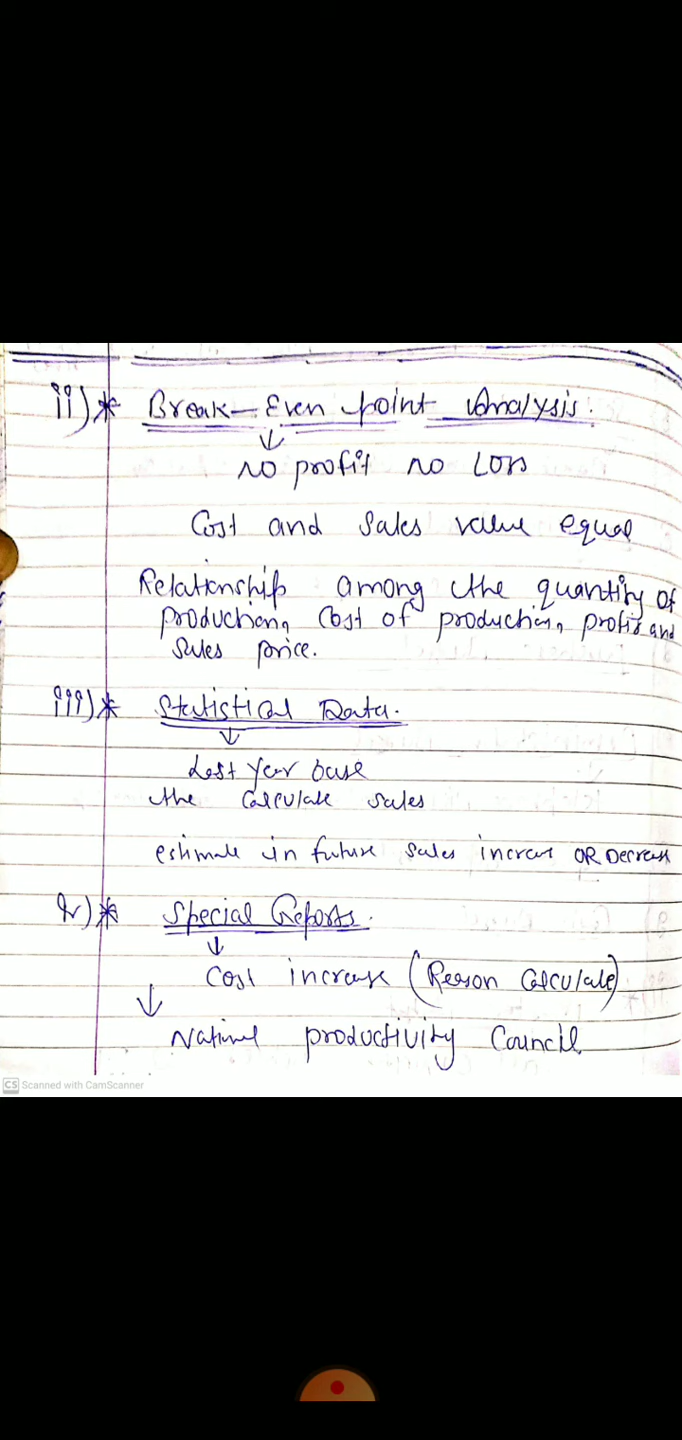 ii)* Break-Even point Analysis.
↓
No profit no Loss
Cost and Sales value equal
Relationship among the quantity of
production, Cost of production, profit and
Sales price.
iii)* Statistical Data.
↓
Last year base
the Calculate sales
estimate in future sales increase OR Decrease
iv)* Special Reports.
↓
Cost increase (Reason Calculate)
↓
National productivity Council
CS Scanned with CamScanner